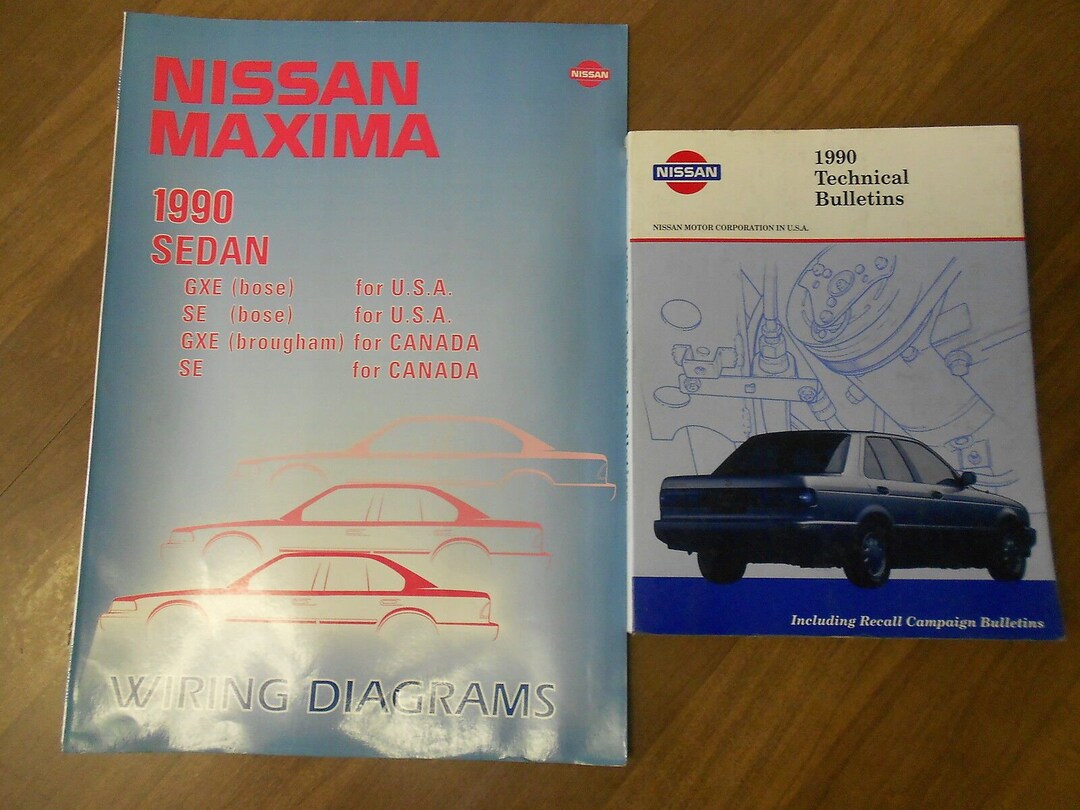 NISSAN
MAXIMA
NISSAN
1990
SEDAN
GXE (bose) for U.S.A.
SE (bose) for U.S.A.
GXE (brougham) for CANADA
SE for CANADA
WIRING DIAGRAMS
NISSAN
1990
Technical
Bulletins
NISSAN MOTOR CORPORATION IN U.S.A.
Including Recall Campaign Bulletins